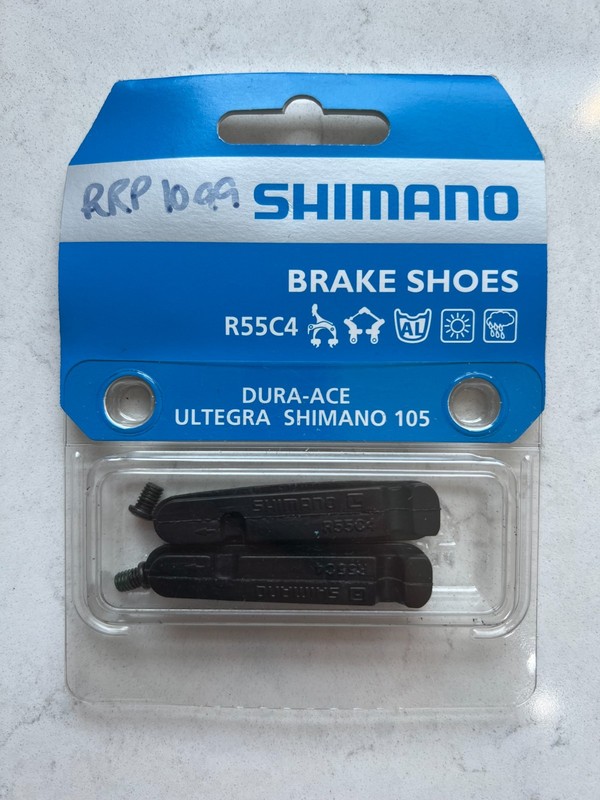 RRP 10.99 SHIMANO
BRAKE SHOES
R55C4 AL
DURA-ACE
ULTEGRA SHIMANO 105
SHIMANO
R55C4
R55C4
SHIMANO